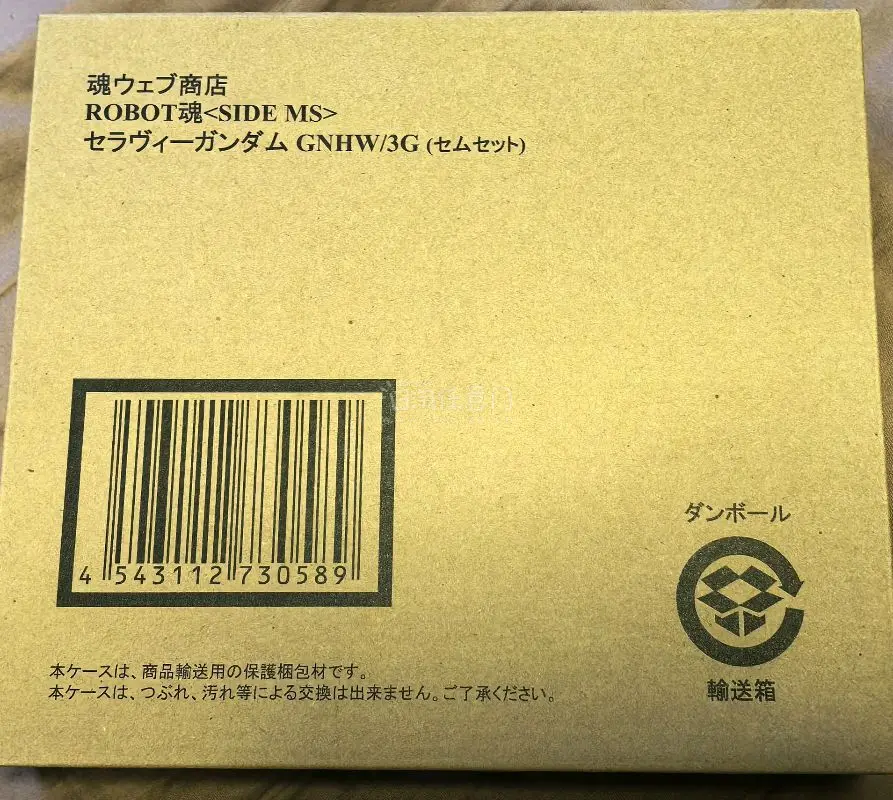 魂ウェブ商店
ROBOT魂<SIDE MS>
セラヴィーガンダム GNHW/3G (セムセット)
4 543112 730589
ダンボール
輸送箱
本ケースは、商品輸送用の保護梱包材です。
本ケースは、つぶれ、汚れ等による交換は出来ません。ご了承ください。